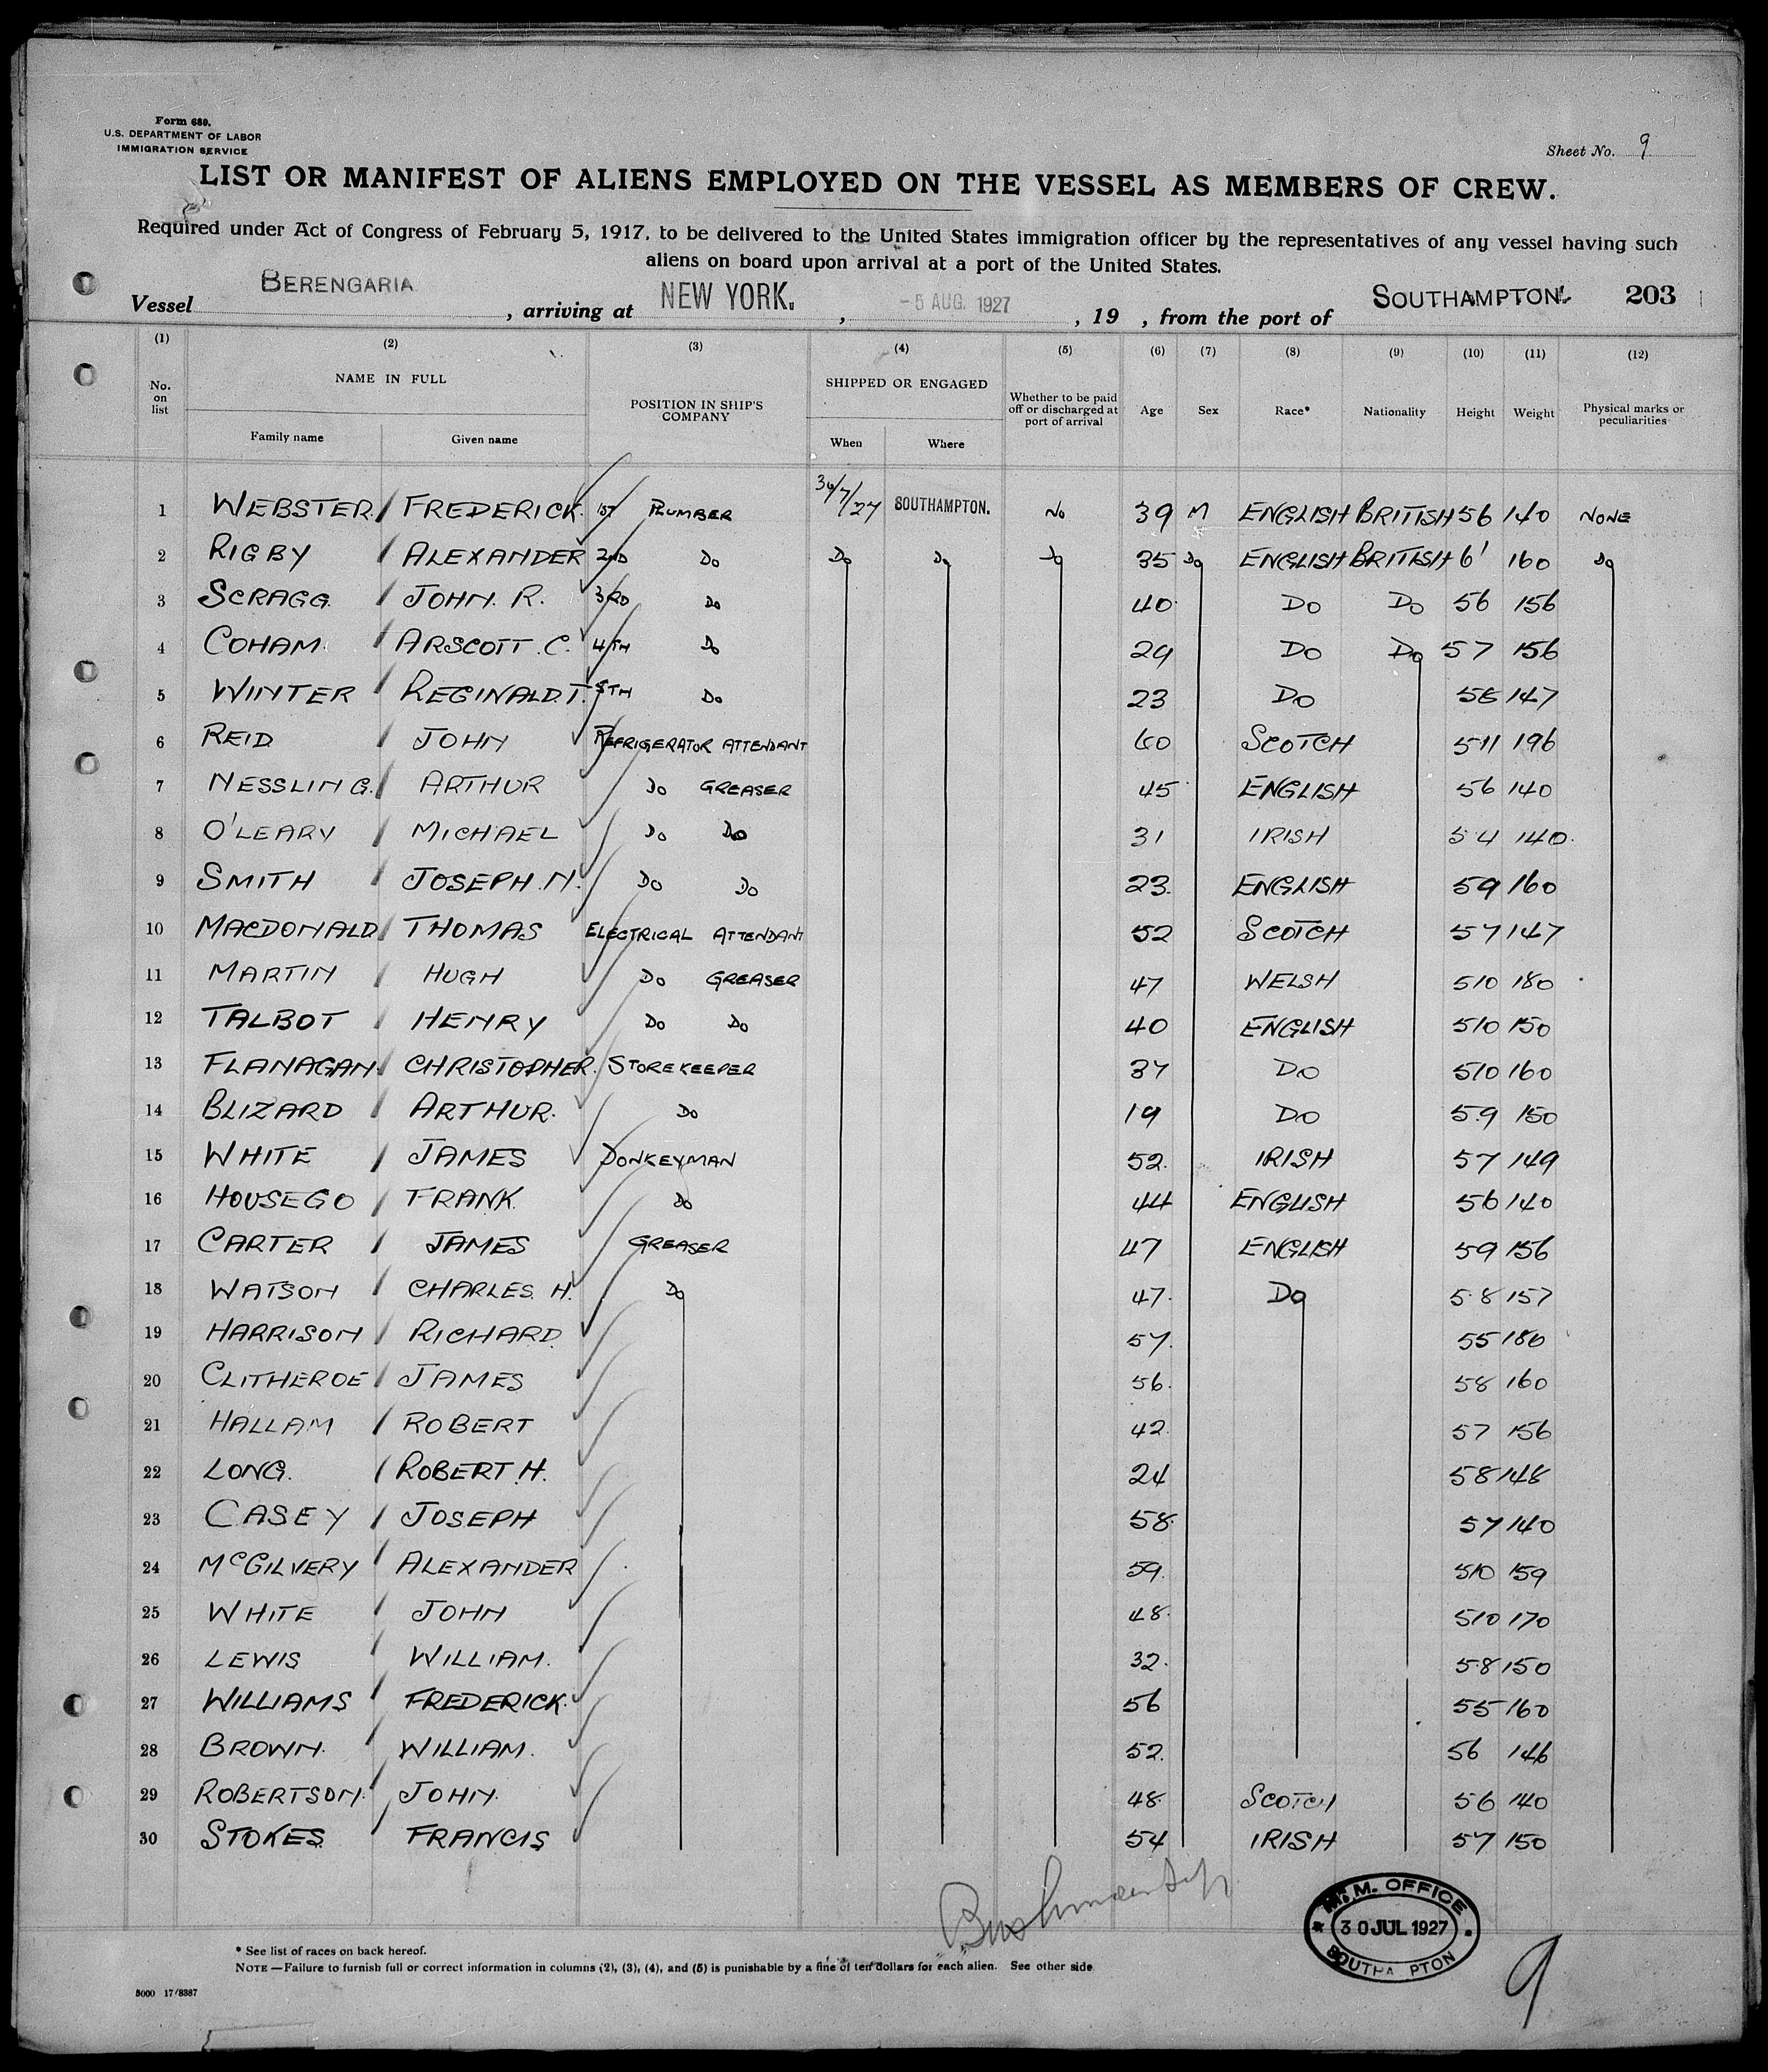 Form 680.
U.S. DEPARTMENT OF LABOR
IMMIGRATION SERVICE
Sheet No. 9
LIST OR MANIFEST OF ALIENS EMPLOYED ON THE VESSEL AS MEMBERS OF CREW.
Required under Act of Congress of February 5, 1917, to be delivered to the United States immigration officer by the representatives of any vessel having such
aliens on board upon arrival at a port of the United States.
Vessel BERENGARIA , arriving at NEW YORK. , -5 AUG. 1927 , 19 , from the port of SOUTHAMPTON. 203
(1) (2) (3) (4) (5) (6) (7) (8) (9) (10) (11) (12)
No. on list NAME IN FULL POSITION IN SHIP'S COMPANY SHIPPED OR ENGAGED Whether to be paid off or discharged at port of arrival Age Sex Race* Nationality Height Weight Physical marks or peculiarities
Family name Given name When Where
1 WEBSTER FREDERICK. 1ST PLUMBER 30/7/27 SOUTHAMPTON. No 39 M ENGLISH BRITISH 56 140 NONE
2 RIGBY ALEXANDER 2ND Do Do Do Do 35 Do ENGLISH BRITISH 6' 160 Do
3 SCRAGG. JOHN. R. 3RD Do 40 Do Do 56 156
4 COHAM. ARSCOTT. C. 4TH Do 29 Do Do 57 156
5 WINTER REGINALD.T. 5TH Do 23 Do 56 147
6 REID JOHN REFRIGERATOR ATTENDANT 60 SCOTCH 511 196
7 NESSLING. ARTHUR Do GREASER 45 ENGLISH 56 140
8 O'LEARY MICHAEL Do Do 31 IRISH 54 140.
9 SMITH JOSEPH.N. Do Do 23. ENGLISH 59 160
10 MACDONALD THOMAS ELECTRICAL ATTENDANT 52 SCOTCH 57 147
11 MARTIN HUGH Do GREASER 47 WELSH 510 180
12 TALBOT HENRY Do Do 40 ENGLISH 510 150
13 FLANAGAN. CHRISTOPHER. STOREKEEPER 37 Do 510 160
14 BLIZARD ARTHUR. Do 19 Do 59 150
15 WHITE JAMES DONKEYMAN 52. IRISH 57 149
16 HOUSEGO FRANK. Do 44 ENGLISH 56 140
17 CARTER JAMES GREASER 47 ENGLISH 59 156
18 WATSON CHARLES. H. Do 47. Do 58 157
19 HARRISON RICHARD. 57. 55 180
20 CLITHEROE JAMES 56. 58 160
21 HALLAM ROBERT 42. 57 156
22 LONG. ROBERT.H. 24 58 148
23 CASEY JOSEPH 58. 57 140
24 McGILVERY ALEXANDER 59. 510 159
25 WHITE JOHN 48. 510 170
26 LEWIS WILLIAM. 32. 58 150
27 WILLIAMS FREDERICK. 56 55 160
28 BROWN. WILLIAM. 52. 56 146
29 ROBERTSON. JOHN. 48. SCOTCH 56 140
30 STOKES FRANCIS 54 IRISH 57 150
M.M. OFFICE
30 JUL 1927
SOUTHA PTON
9
* See list of races on back hereof.
NOTE —Failure to furnish full or correct information in columns (2), (3), (4), and (5) is punishable by a fine of ten dollars for each alien. See other side
5000 17/8387